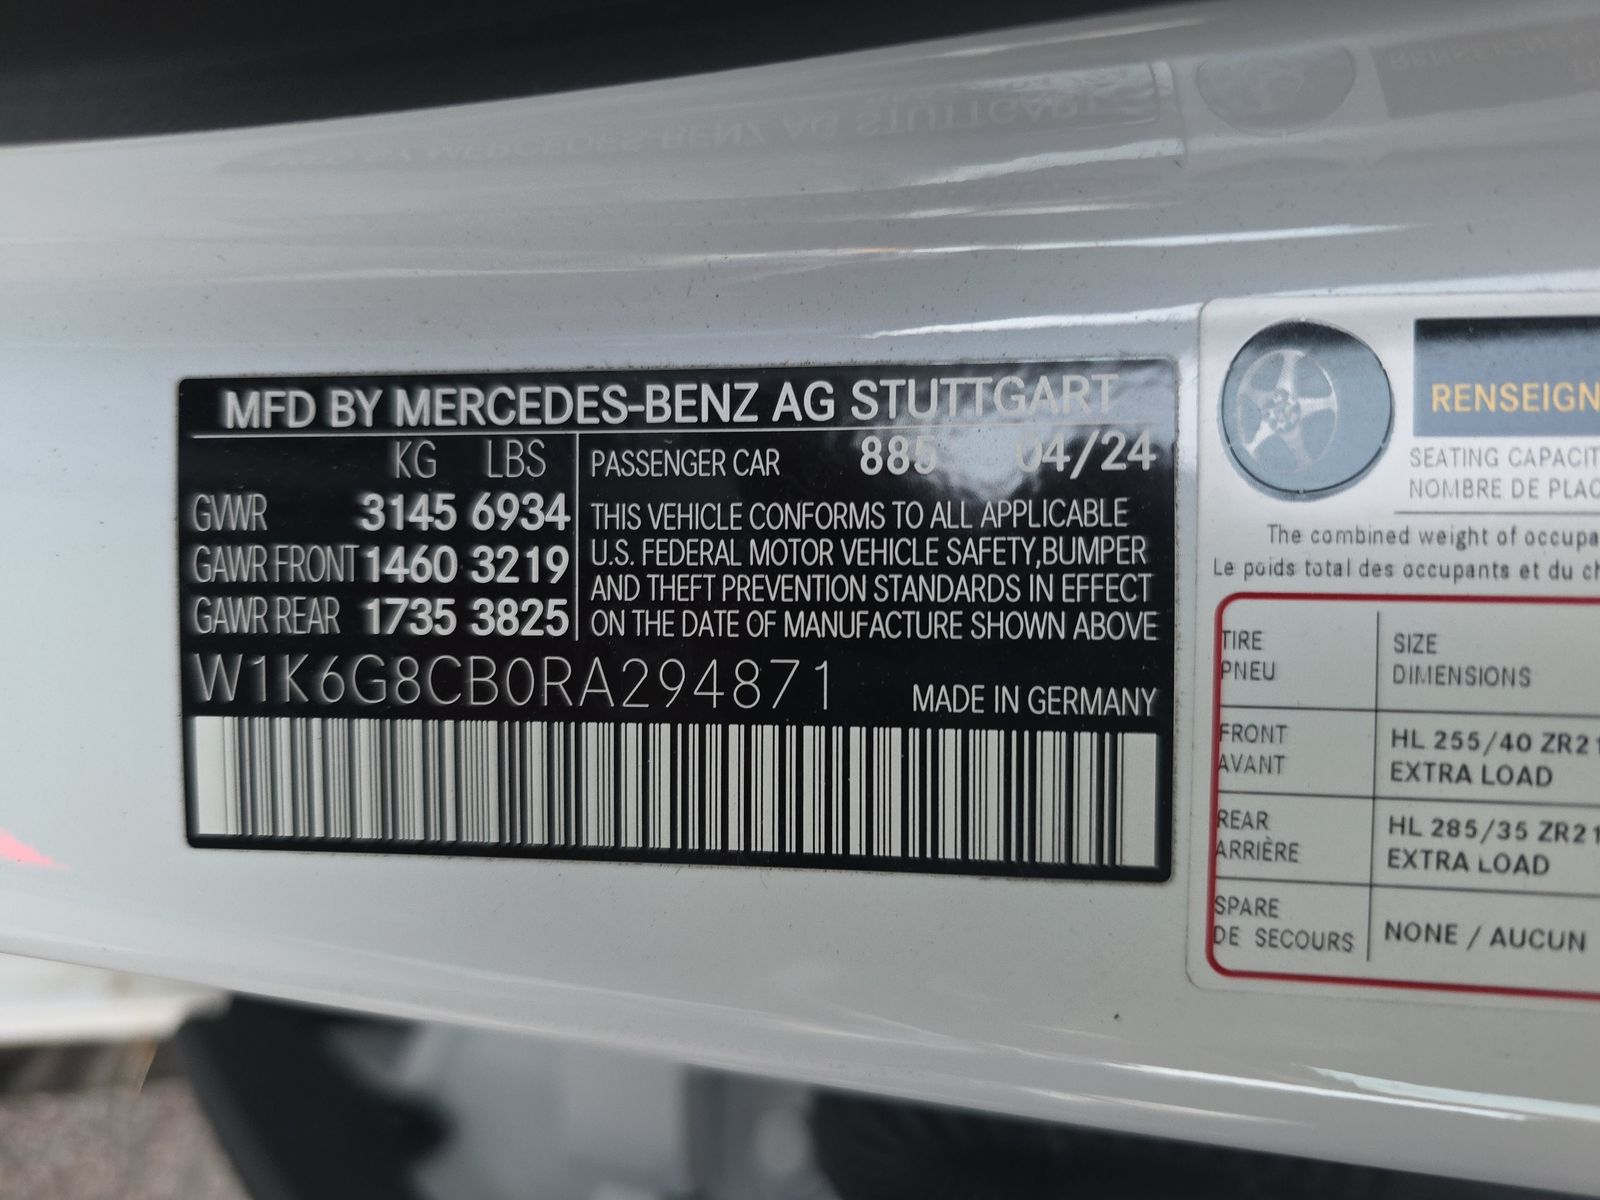 MFD BY MERCEDES-BENZ AG STUTTGART
KG LBS
GVWR 3145 6934
GAWR FRONT 1460 3219
GAWR REAR 1735 3825
PASSENGER CAR 885 04/24
THIS VEHICLE CONFORMS TO ALL APPLICABLE
U.S. FEDERAL MOTOR VEHICLE SAFETY,BUMPER
AND THEFT PREVENTION STANDARDS IN EFFECT
ON THE DATE OF MANUFACTURE SHOWN ABOVE
W1K6G8CB0RA294871
MADE IN GERMANY
RENSEIGN
SEATING CAPACIT
NOMBRE DE PLAC
The combined weight of occupa
Le poids total des occupants et du ch
TIRE
PNEU
SIZE
DIMENSIONS
FRONT
AVANT
HL 255/40 ZR21
EXTRA LOAD
REAR
ARRIÈRE
HL 285/35 ZR21
EXTRA LOAD
SPARE
DE SECOURS
NONE / AUCUN